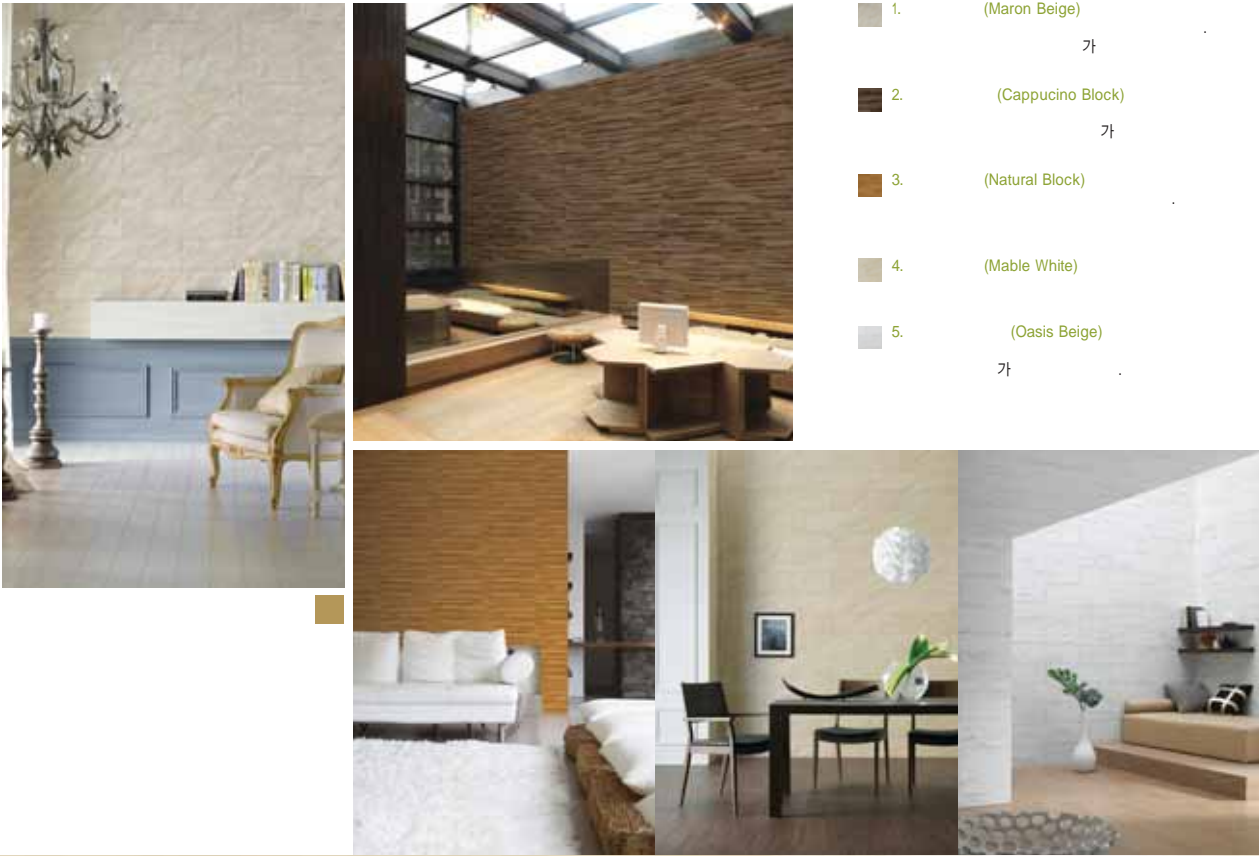 1. (Maron Beige)
.
가
2. (Cappucino Block)
가
3. (Natural Block)
.
4. (Mable White)
5. (Oasis Beige)
가 .